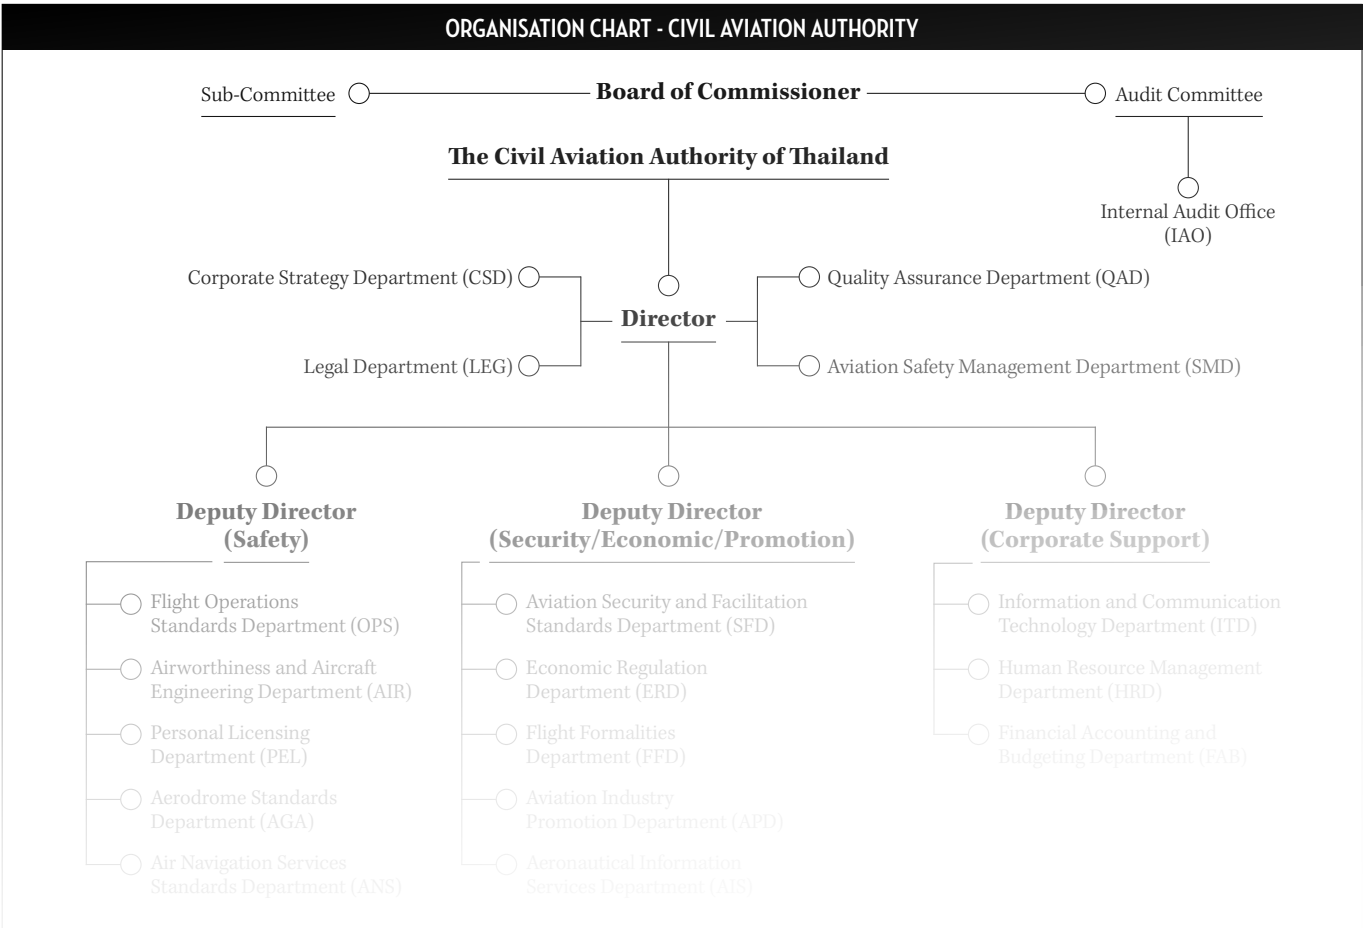 ORGANISATION CHART - CIVIL AVIATION AUTHORITY
Sub-Committee
Board of Commissioner
Audit Committee
The Civil Aviation Authority of Thailand
Internal Audit Office
(IAO)
Corporate Strategy Department (CSD)
Quality Assurance Department (QAD)
Director
Legal Department (LEG)
Aviation Safety Management Department (SMD)
Deputy Director
(Safety)
Flight Operations
Standards Department (OPS)
Airworthiness and Aircraft
Engineering Department (AIR)
Personal Licensing
Department (PEL)
Aerodrome Standards
Department (AGA)
Air Navigation Services
Standards Department (ANS)
Deputy Director
(Security/Economic/Promotion)
Aviation Security and Facilitation
Standards Department (SFD)
Economic Regulation
Department (ERD)
Flight Formalities
Department (FFD)
Aviation Industry
Promotion Department (APD)
Aeronautical Information
Services Department (AIS)
Deputy Director
(Corporate Support)
Information and Communication
Technology Department (ITD)
Human Resource Management
Department (HRD)
Financial Accounting and
Budgeting Department (FAB)